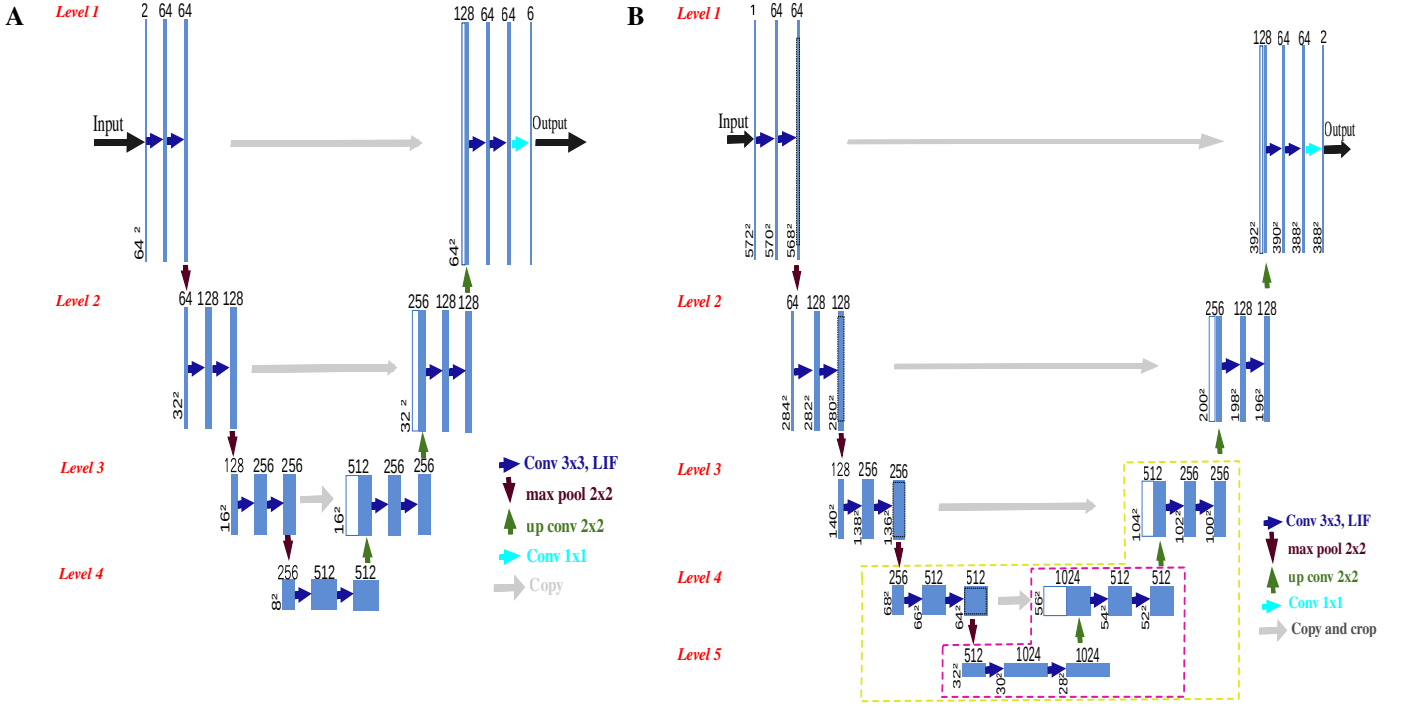 A
Level 1
2 64 64
128 64 64 6
Input
Output
64²
64²
Level 2
64 128 128
256 128 128
32²
32²
Level 3
128 256 256
512 256 256
16²
16²
Level 4
256 512 512
8²
Conv 3x3, LIF
max pool 2x2
up conv 2x2
Conv 1x1
Copy
B
Level 1
1 64 64
128 64 64 2
Input
Output
572² 570² 568²
392² 390² 388² 388²
Level 2
64 128 128
256 128 128
284² 282² 280²
200² 198² 196²
Level 3
128 256 256
512 256 256
140² 138² 136²
104² 102² 100²
Level 4
256 512 512
1024 512 512
68² 66² 64²
56² 54² 52²
Level 5
512 1024 1024
32² 30² 28²
Conv 3x3, LIF
max pool 2x2
up conv 2x2
Conv 1x1
Copy and crop